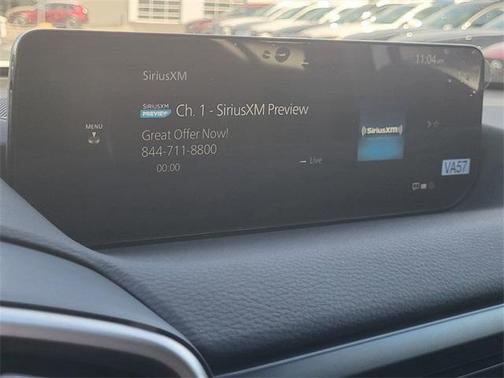 11:04 am
SiriusXM
SIRIUSXM
PREVIEW
Ch. 1 - SiriusXM Preview
MENU
Great Offer Now!
844-711-8800
00:00
Live
((SiriusXM))
VA57